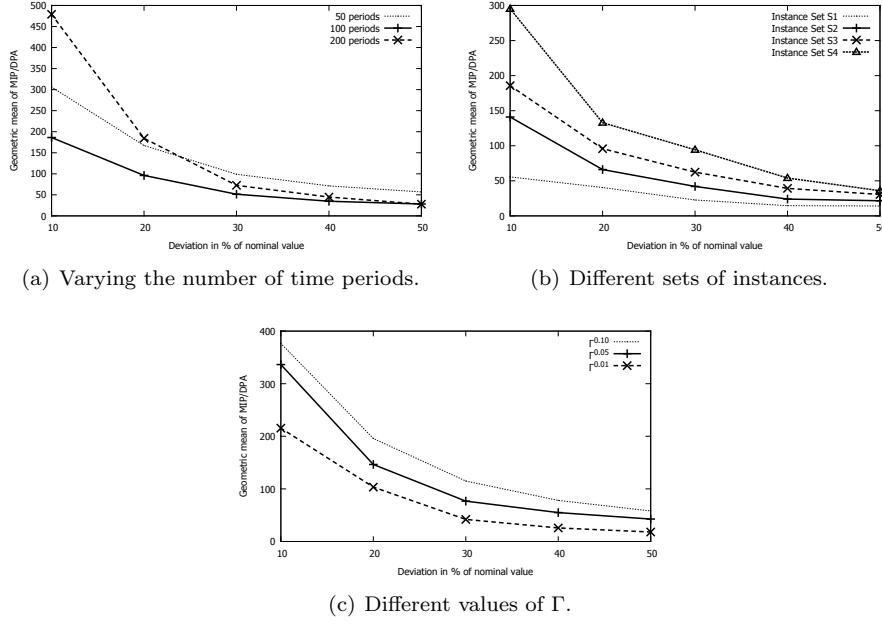 500
450
400
350
300
250
200
150
100
50
0
10
20
30
40
50
Geometric mean of MIP/DPA
Deviation in % of nominal value
50 periods
100 periods
200 periods
(a) Varying the number of time periods.
300
250
200
150
100
50
0
10
20
30
40
50
Geometric mean of MIP/DPA
Deviation in % of nominal value
Instance Set S1
Instance Set S2
Instance Set S3
Instance Set S4
(b) Different sets of instances.
400
300
200
100
0
10
20
30
40
50
Geometric mean of MIP/DPA
Deviation in % of nominal value
Γ^0.10
Γ^0.05
Γ^0.01
(c) Different values of Γ.